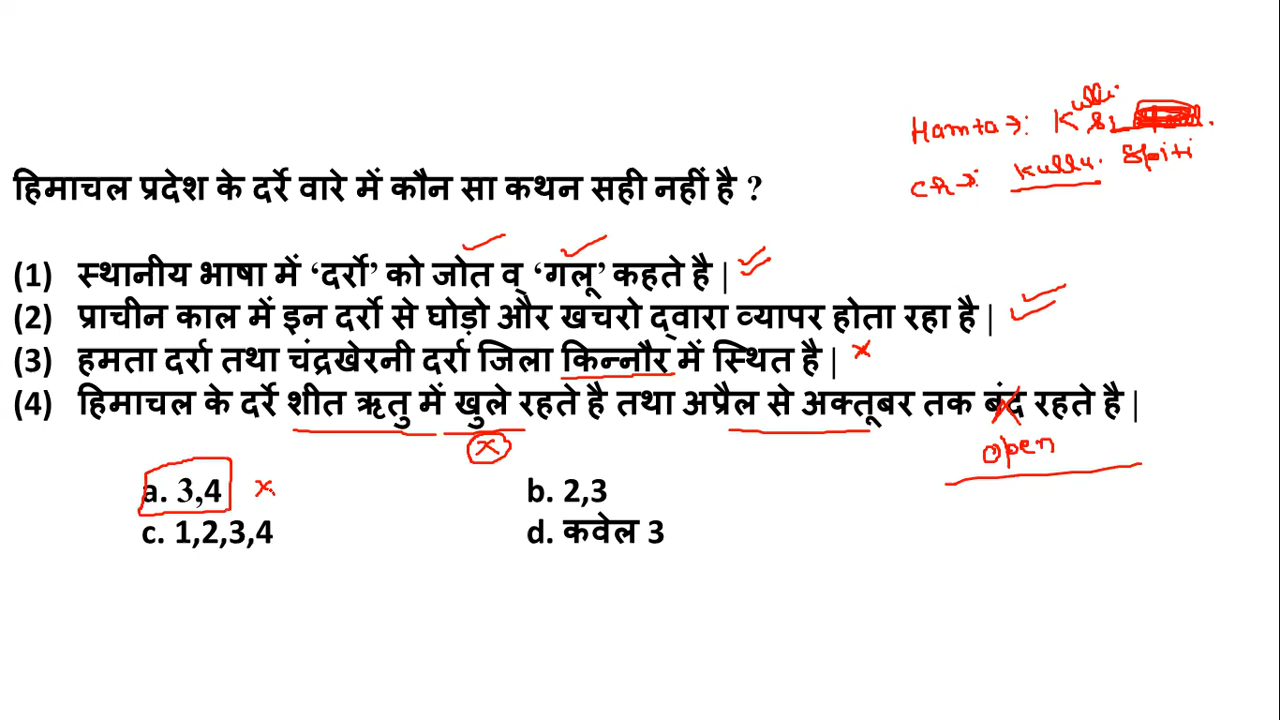 Hamta → : Kullu
हिमाचल प्रदेश के दर्रे वारे में कौन सा कथन सही नहीं है ?
→ : Kullu. Spiti
(1) स्थानीय भाषा में ‘दर्रो’ को जोत व् ‘गलू’ कहते है |
(2) प्राचीन काल में इन दर्रो से घोड़ो और खचरो द्वारा व्यापर होता रहा है |
(3) हमता दर्रा तथा चंद्रखेरनी दर्रा जिला किन्नौर में स्थित है |
(4) हिमाचल के दर्रे शीत ऋतु में खुले रहते है तथा अप्रैल से अक्तूबर तक बंद रहते है |
open
a. 3,4 b. 2,3
c. 1,2,3,4 d. कवेल 3